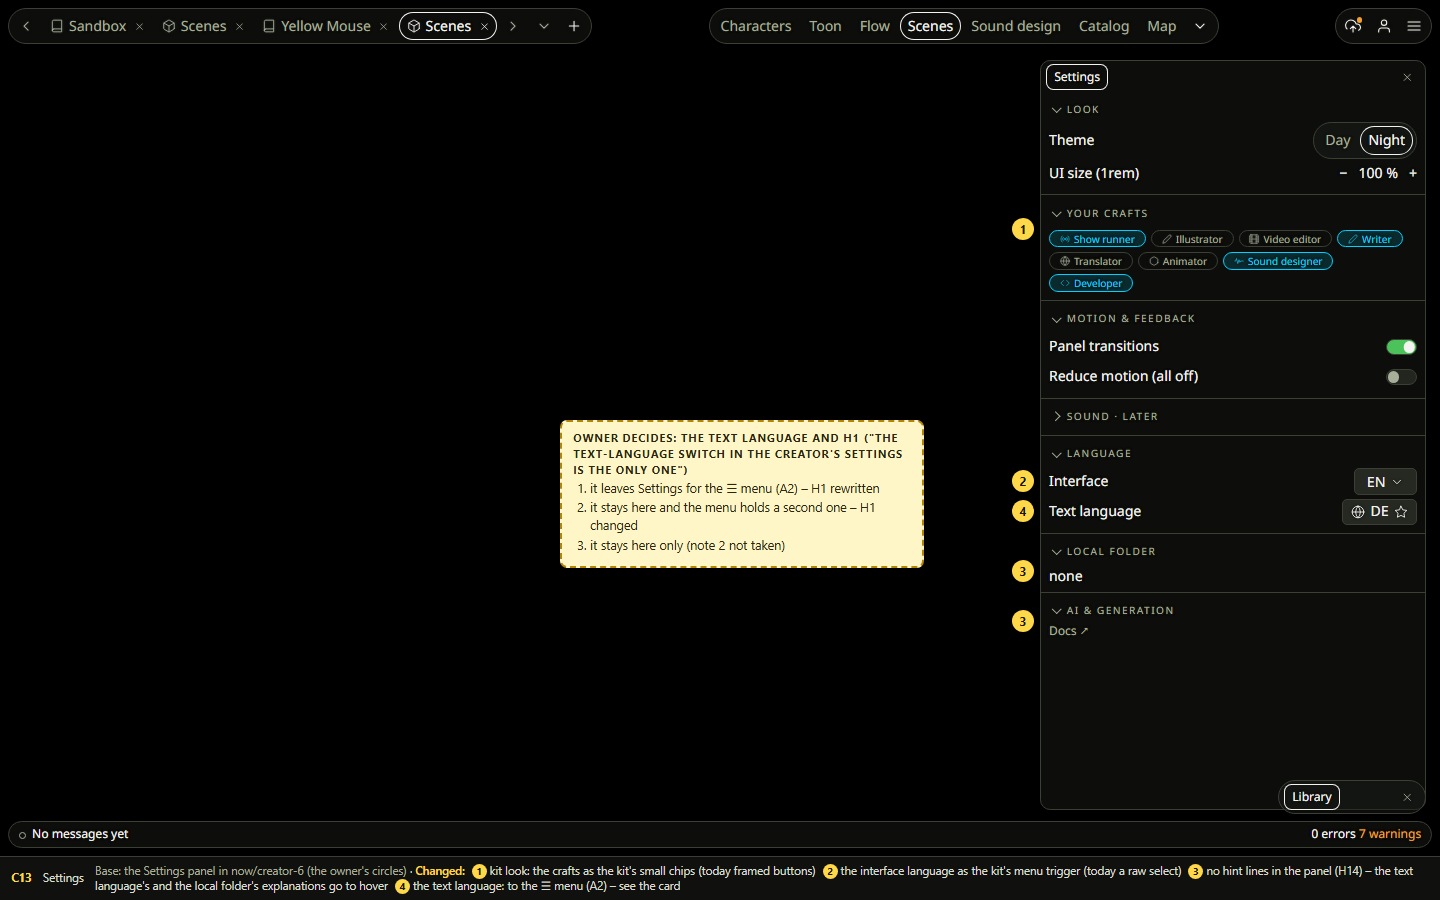 Sandbox × Scenes × Yellow Mouse × Scenes × +
Characters Toon Flow Scenes Sound design Catalog Map
Settings ×
LOOK
Theme Day Night
UI size (1rem) − 100 % +
1 YOUR CRAFTS
Show runner Illustrator Video editor Writer
Translator Animator Sound designer
Developer
MOTION & FEEDBACK
Panel transitions
Reduce motion (all off)
SOUND · LATER
LANGUAGE
2 Interface EN
4 Text language DE
LOCAL FOLDER
3 none
AI & GENERATION
3 Docs ↗
OWNER DECIDES: THE TEXT LANGUAGE AND H1 ("THE
TEXT-LANGUAGE SWITCH IN THE CREATOR'S SETTINGS
IS THE ONLY ONE")
1. it leaves Settings for the ☰ menu (A2) – H1 rewritten
2. it stays here and the menu holds a second one – H1
changed
3. it stays here only (note 2 not taken)
Library ×
No messages yet 0 errors 7 warnings
C13 Settings Base: the Settings panel in now/creator-6 (the owner's circles) · Changed: 1 kit look: the crafts as the kit's small chips (today framed buttons) 2 the interface language as the kit's menu trigger (today a raw select) 3 no hint lines in the panel (H14) – the text
language's and the local folder's explanations go to hover 4 the text language: to the ☰ menu (A2) – see the card